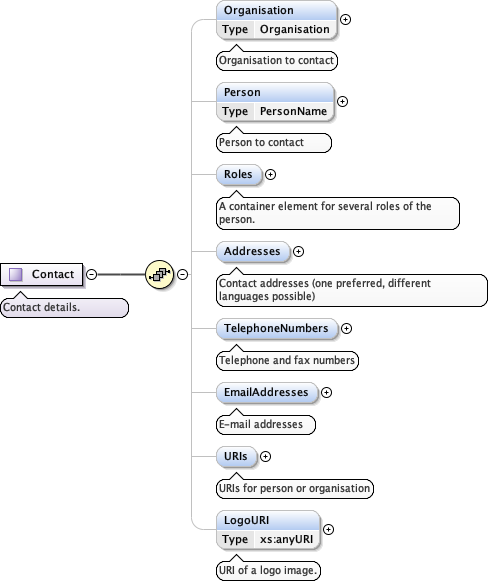 Organisation
Type Organisation
Organisation to contact
Person
Type PersonName
Person to contact
Roles
A container element for several roles of the
person.
Addresses
Contact addresses (one preferred, different
languages possible)
Contact
Contact details.
TelephoneNumbers
Telephone and fax numbers
EmailAddresses
E-mail addresses
URIs
URIs for person or organisation
LogoURI
Type xs:anyURI
URI of a logo image.